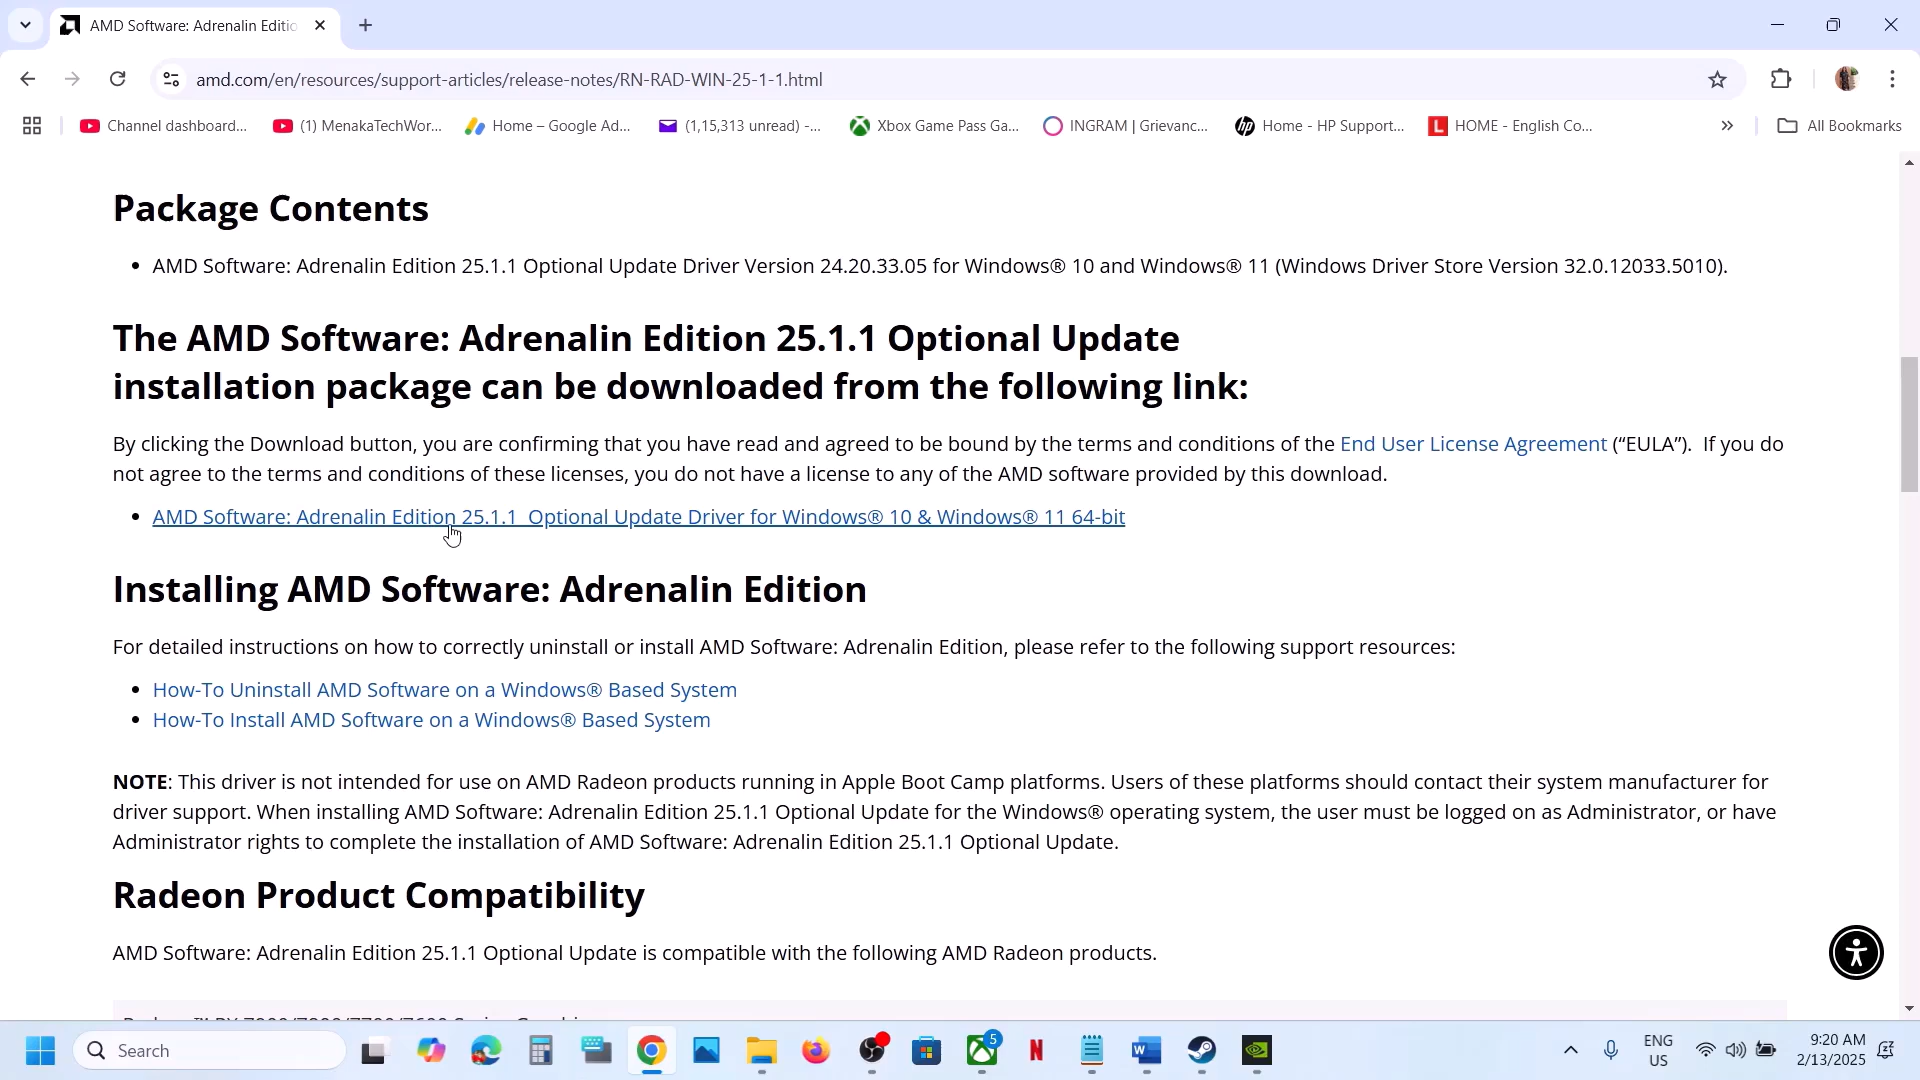 AMD Software: Adrenalin Editio
amd.com/en/resources/support-articles/release-notes/RN-RAD-WIN-25-1-1.html
Channel dashboard...
(1) MenakaTechWor...
Home – Google Ad...
(1,15,313 unread) -...
Xbox Game Pass Ga...
INGRAM | Grievanc...
Home - HP Support...
HOME - English Co...
»
All Bookmarks
Package Contents
• AMD Software: Adrenalin Edition 25.1.1 Optional Update Driver Version 24.20.33.05 for Windows® 10 and Windows® 11 (Windows Driver Store Version 32.0.12033.5010).
The AMD Software: Adrenalin Edition 25.1.1 Optional Update
installation package can be downloaded from the following link:
By clicking the Download button, you are confirming that you have read and agreed to be bound by the terms and conditions of the End User License Agreement (“EULA”).  If you do
not agree to the terms and conditions of these licenses, you do not have a license to any of the AMD software provided by this download.
• AMD Software: Adrenalin Edition 25.1.1  Optional Update Driver for Windows® 10 & Windows® 11 64-bit
Installing AMD Software: Adrenalin Edition
For detailed instructions on how to correctly uninstall or install AMD Software: Adrenalin Edition, please refer to the following support resources:
• How-To Uninstall AMD Software on a Windows® Based System
• How-To Install AMD Software on a Windows® Based System
NOTE: This driver is not intended for use on AMD Radeon products running in Apple Boot Camp platforms. Users of these platforms should contact their system manufacturer for
driver support. When installing AMD Software: Adrenalin Edition 25.1.1 Optional Update for the Windows® operating system, the user must be logged on as Administrator, or have
Administrator rights to complete the installation of AMD Software: Adrenalin Edition 25.1.1 Optional Update.
Radeon Product Compatibility
AMD Software: Adrenalin Edition 25.1.1 Optional Update is compatible with the following AMD Radeon products.
Search
5
ENG
US
9:20 AM
2/13/2025